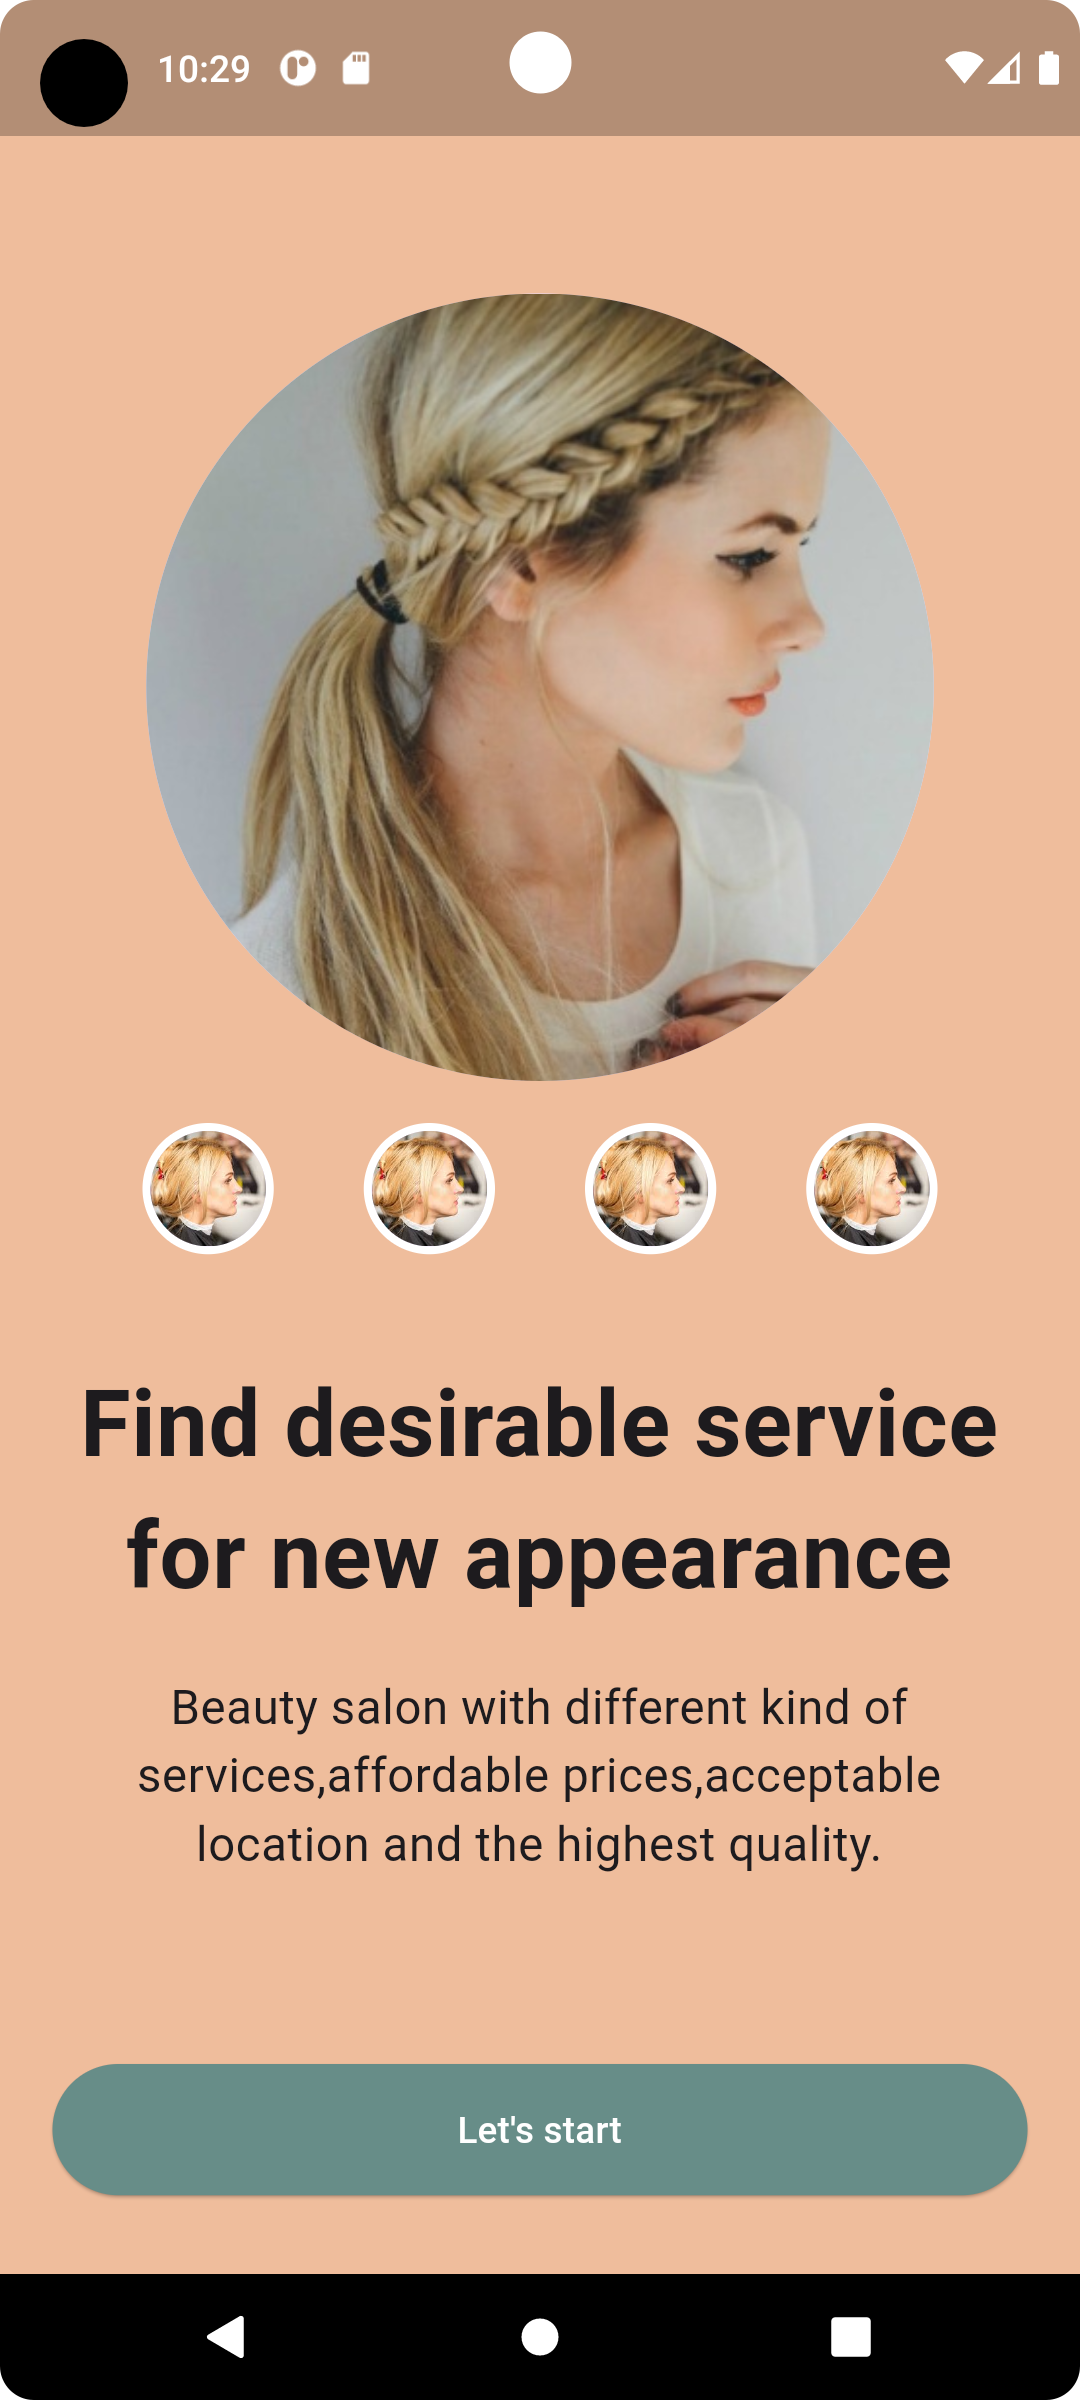 10:29
Find desirable service
for new appearance
Beauty salon with different kind of
services,affordable prices,acceptable
location and the highest quality.
Let's start